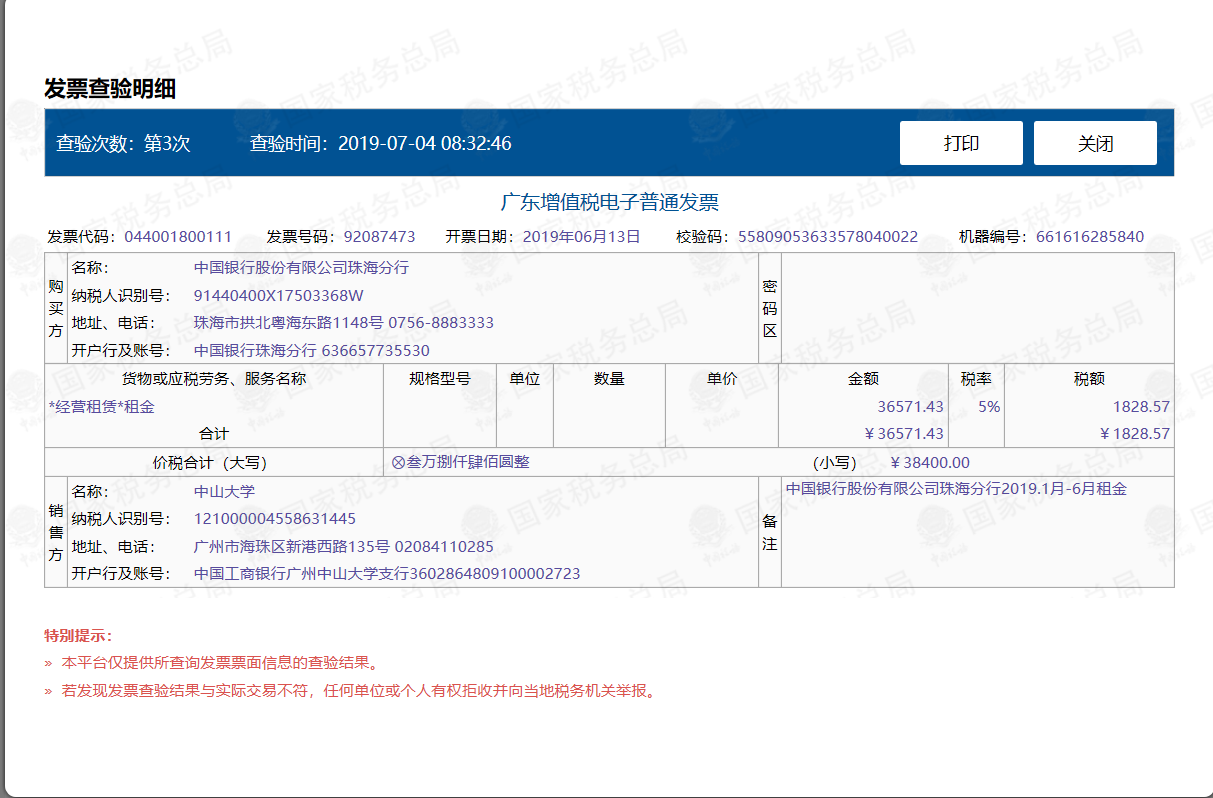 发票查验明细
查验次数：第3次 查验时间：2019-07-04 08:32:46 打印 关闭
广东增值税电子普通发票
发票代码：044001800111 发票号码：92087473 开票日期：2019年06月13日 校验码：55809053633578040022 机器编号：661616285840
购买方
名称： 中国银行股份有限公司珠海分行
纳税人识别号： 91440400X17503368W
地址、电话： 珠海市拱北粤海东路1148号 0756-8883333
开户行及账号： 中国银行珠海分行 636657735530
密码区
货物或应税劳务、服务名称 规格型号 单位 数量 单价 金额 税率 税额
*经营租赁*租金 36571.43 5% 1828.57
合计 ￥36571.43 ￥1828.57
价税合计（大写） ⊗叁万捌仟肆佰圆整 (小写) ￥38400.00
销售方
名称： 中山大学
纳税人识别号： 121000004558631445
地址、电话： 广州市海珠区新港西路135号 02084110285
开户行及账号： 中国工商银行广州中山大学支行3602864809100002723
备注
中国银行股份有限公司珠海分行2019.1月-6月租金
特别提示：
» 本平台仅提供所查询发票票面信息的查验结果。
» 若发现发票查验结果与实际交易不符，任何单位或个人有权拒收并向当地税务机关举报。
国家税务总局